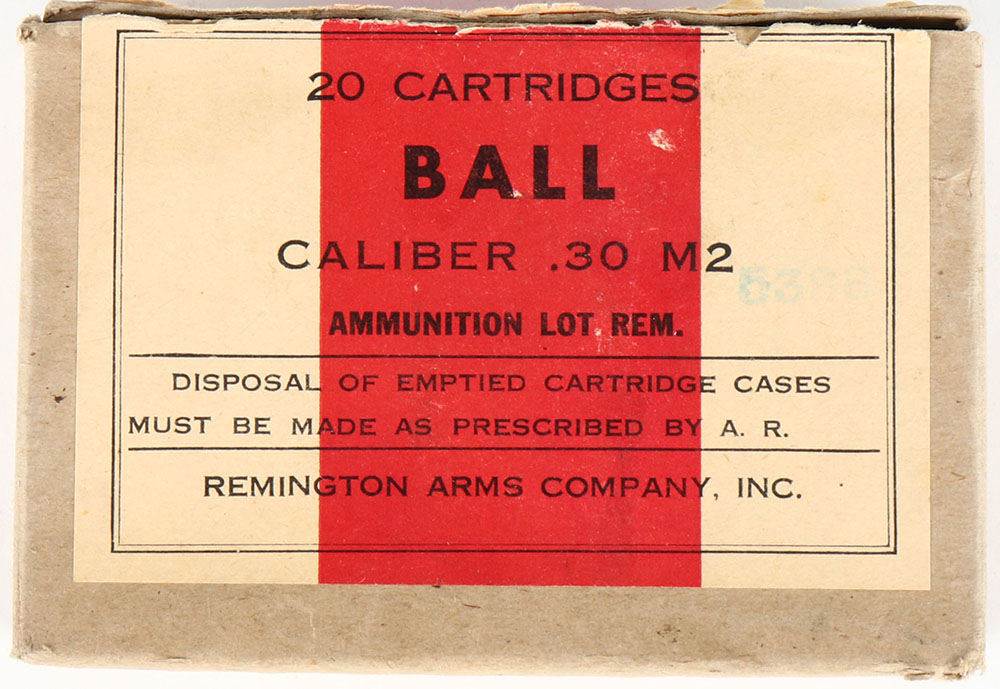 20 CARTRIDGES
BALL
CALIBER .30 M2
AMMUNITION LOT REM.
DISPOSAL OF EMPTIED CARTRIDGE CASES
MUST BE MADE AS PRESCRIBED BY A. R.
REMINGTON ARMS COMPANY, INC.